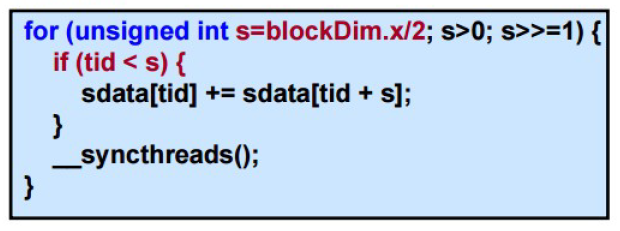 for (unsigned int s=blockDim.x/2; s>0; s>>=1) {
if (tid < s) {
sdata[tid] += sdata[tid + s];
}
__syncthreads();
}